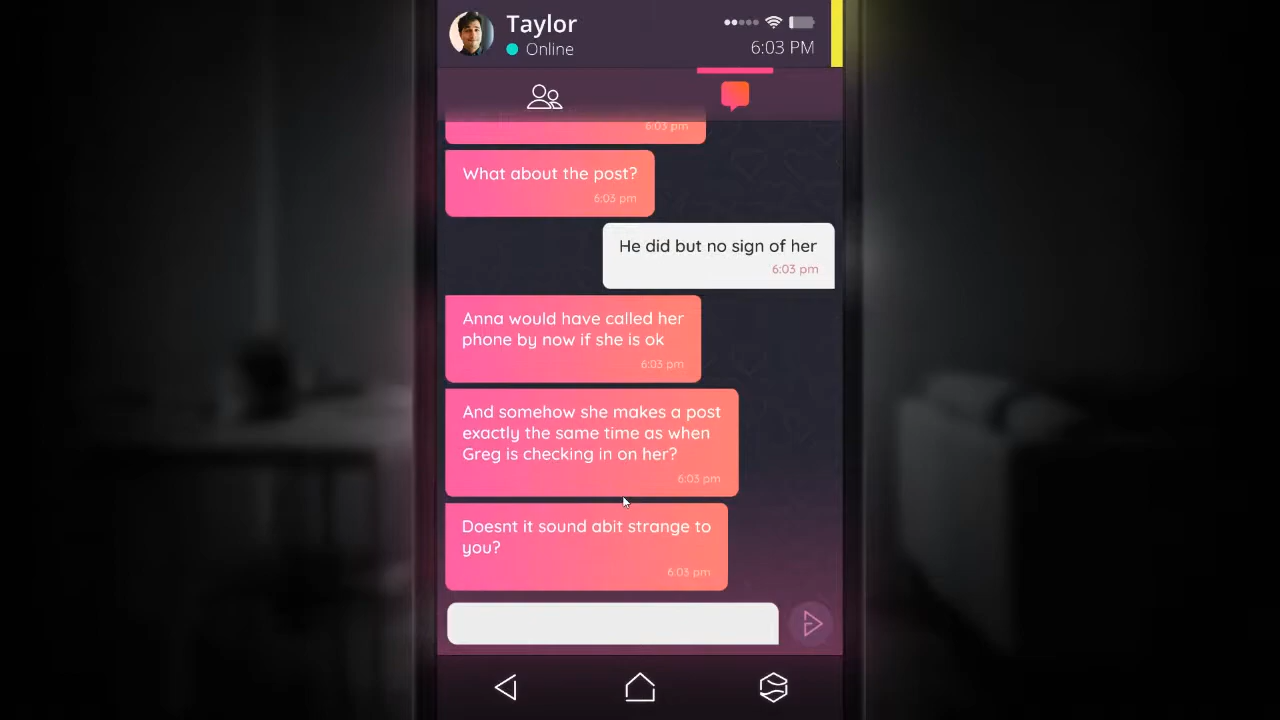 Taylor
Online
6:03 PM
6:03 pm
What about the post?
6:03 pm
He did but no sign of her
6:03 pm
Anna would have called her
phone by now if she is ok
6:03 pm
And somehow she makes a post
exactly the same time as when
Greg is checking in on her?
6:03 pm
Doesnt it sound abit strange to
you?
6:03 pm